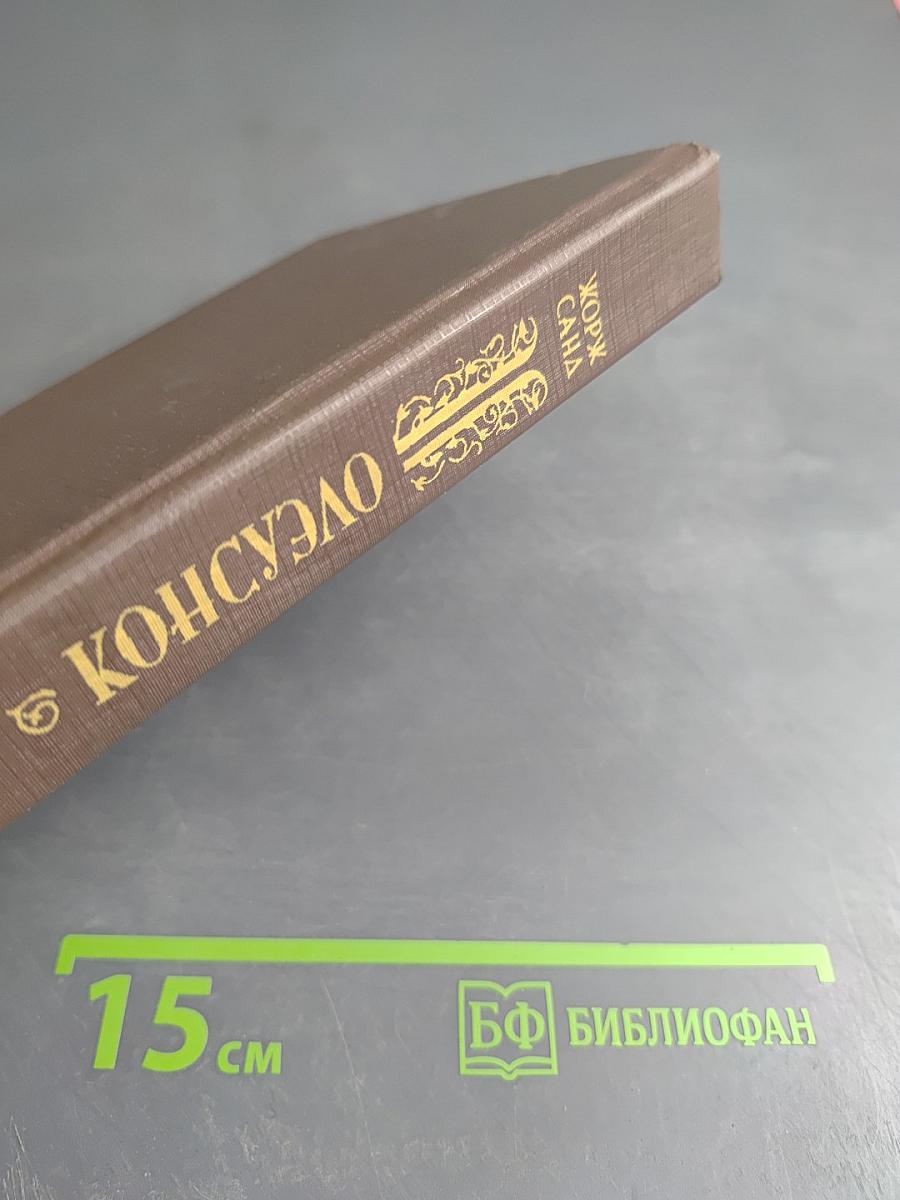 ЖОРЖ
САНД
КОНСУЭЛО
15 см
БФ БИБЛИОФАН